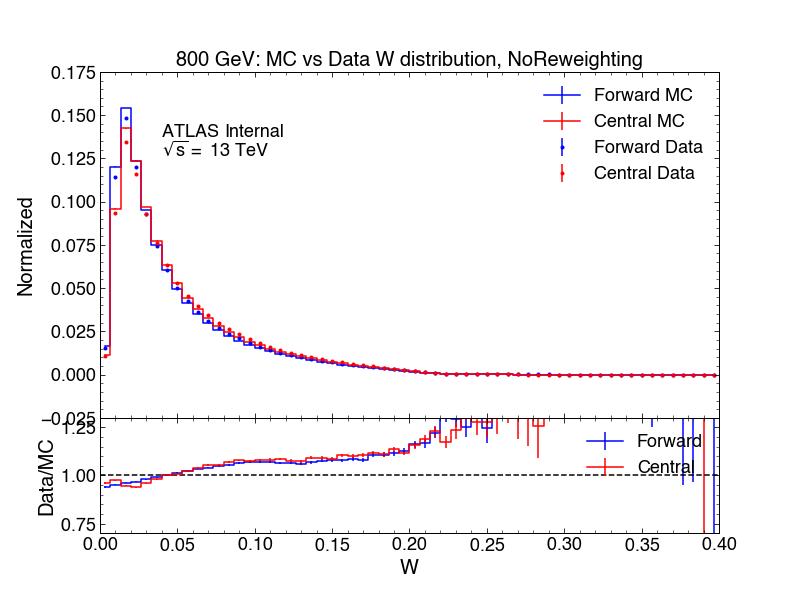 800 GeV: MC vs Data W distribution, NoReweighting
0.175
0.150
0.125
0.100
0.075
0.050
0.025
0.000
−0.025
Normalized
ATLAS Internal
√s = 13 TeV
Forward MC
Central MC
Forward Data
Central Data
1.25
1.00
0.75
Data/MC
Forward
Central
0.00 0.05 0.10 0.15 0.20 0.25 0.30 0.35 0.40
W